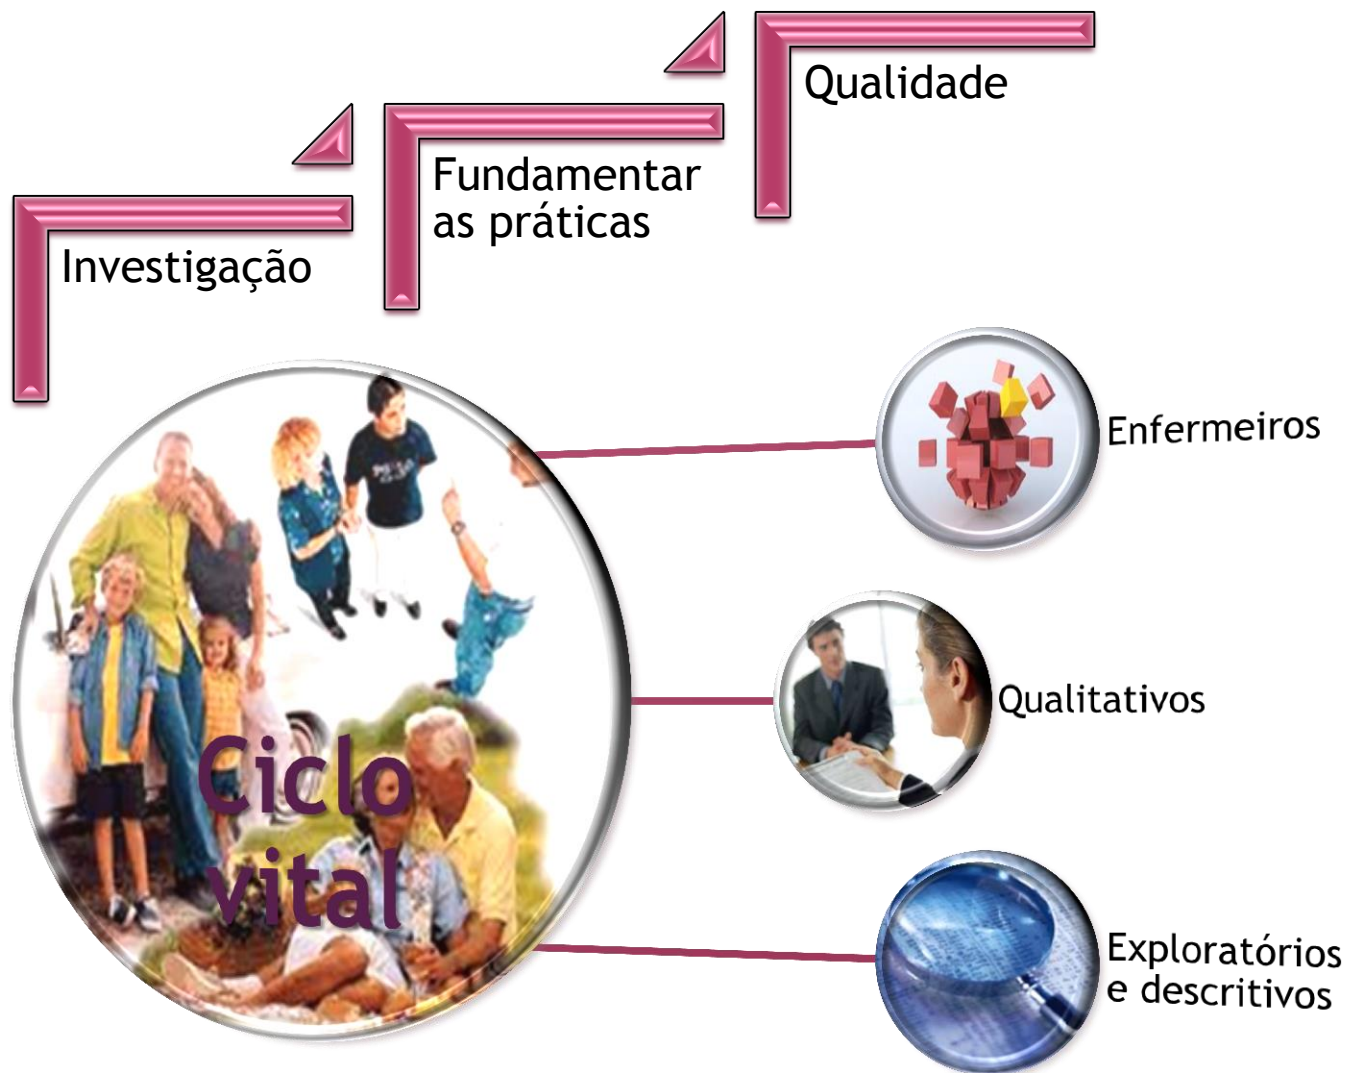 Qualidade
Fundamentar
as práticas
Investigação
Enfermeiros
Qualitativos
Ciclo
vital
Exploratórios
e descritivos